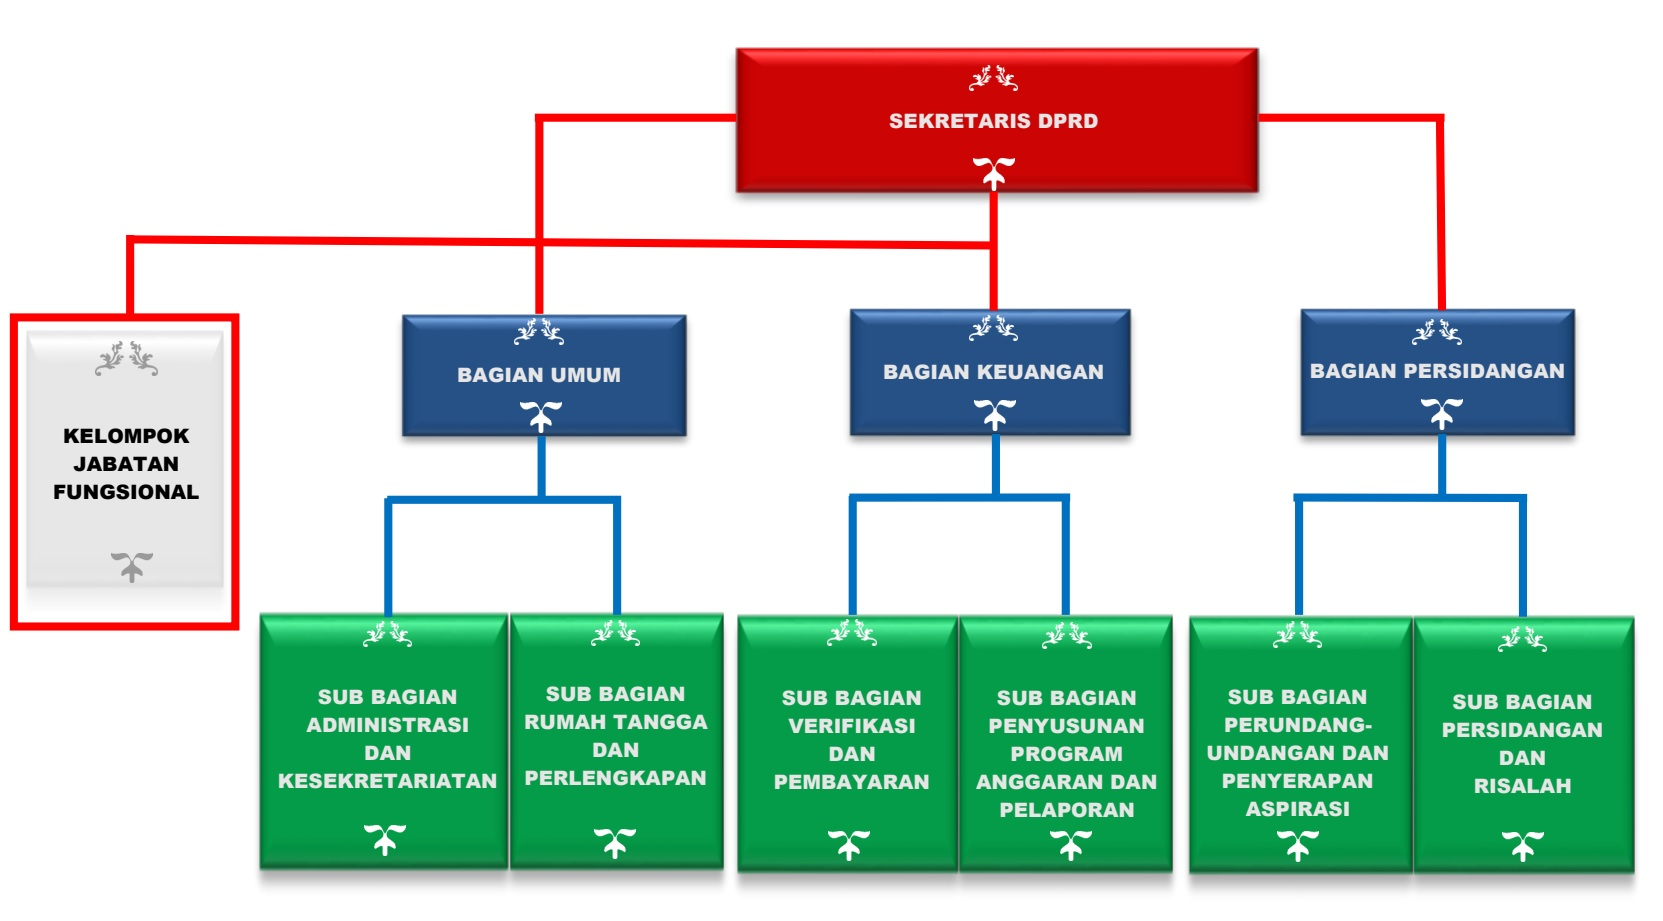 SEKRETARIS DPRD
KELOMPOK
JABATAN
FUNGSIONAL
BAGIAN UMUM
BAGIAN KEUANGAN
BAGIAN PERSIDANGAN
SUB BAGIAN
ADMINISTRASI
DAN
KESEKRETARIATAN
SUB BAGIAN
RUMAH TANGGA
DAN
PERLENGKAPAN
SUB BAGIAN
VERIFIKASI
DAN
PEMBAYARAN
SUB BAGIAN
PENYUSUNAN
PROGRAM
ANGGARAN DAN
PELAPORAN
SUB BAGIAN
PERUNDANG-
UNDANGAN DAN
PENYERAPAN
ASPIRASI
SUB BAGIAN
PERSIDANGAN
DAN
RISALAH